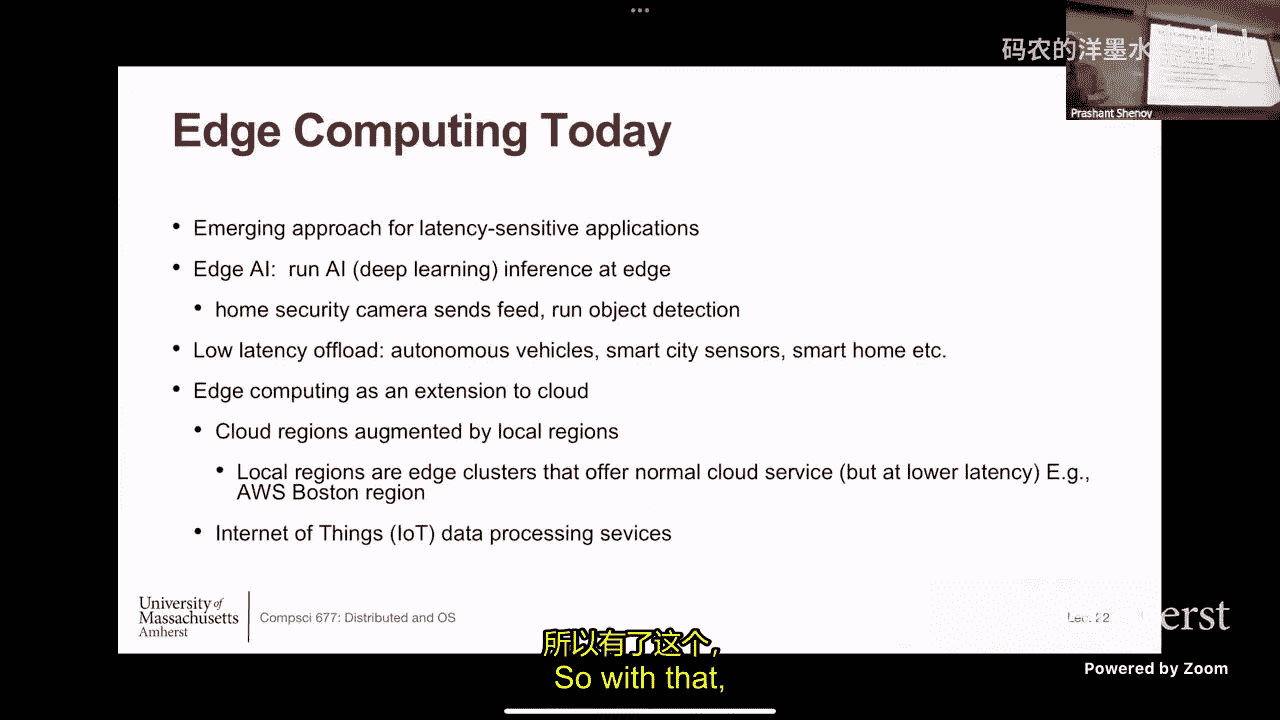 码农的洋墨水
Prashant Shenoy
Edge Computing Today
• Emerging approach for latency-sensitive applications
• Edge AI: run AI (deep learning) inference at edge
• home security camera sends feed, run object detection
• Low latency offload: autonomous vehicles, smart city sensors, smart home etc.
• Edge computing as an extension to cloud
• Cloud regions augmented by local regions
• Local regions are edge clusters that offer normal cloud service (but at lower latency) E.g.,
AWS Boston region
• Internet of Things (IoT) data processing sevices
University of
Massachusetts
Amherst
Compsci 677: Distributed and OS
Lec. 22
erst
所以有了这个,
So with that,
Powered by Zoom